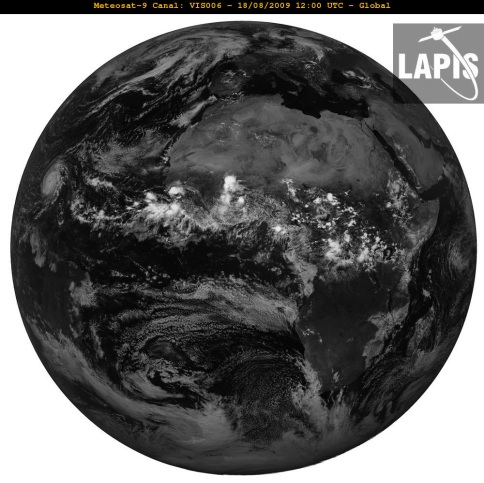 Meteosat-9 Canal: VIS006 - 18/08/2009 12:00 UTC - Global
LAPIS